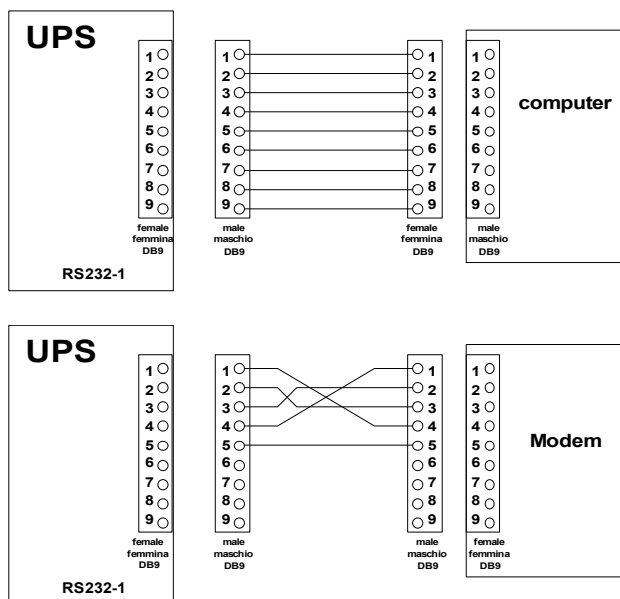 UPS
1 1 1 1
2 2 2 2
3 3 3 3
computer
4 4 4 4
5 5 5 5
6 6 6 6
7 7 7 7
8 8 8 8
9 9 9 9
female male female male
femmina maschio femmina maschio
DB9 DB9 DB9 DB9
RS232-1
UPS
1 1 1 1
2 2 2 2
3 3 3 3
4 4 4 4
Modem
5 5 5 5
6 6 6 6
7 7 7 7
8 8 8 8
9 9 9 9
female male male female
femmina maschio maschio femmina
DB9 DB9 DB9 DB9
RS232-1